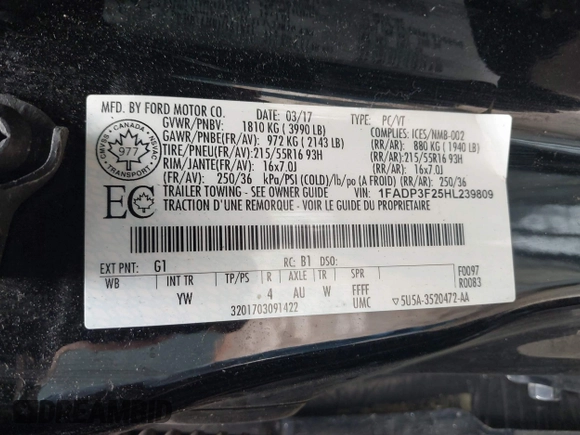 MFD. BY FORD MOTOR CO. DATE: 03/17 TYPE: PC/VT
GVWR/PNBV: 1810 KG ( 3990 LB) COMPLIES: ICES/NMB-002
GAWR/PNBE(FR/AV): 972 KG ( 2143 LB) (RR/AR): 880 KG ( 1940 LB)
TIRE/PNEU(FR/AV): 215/55R16 93H (RR/AR): 215/55R16 93H
RIM/JANTE(FR/AV): 16x7.0J (RR/AR): 16x7.0J
(FR/AV): 250/36 kPa/PSI (COLD)/lb/po (A FROID) (RR/AR): 250/36
TRAILER TOWING - SEE OWNER GUIDE VIN: 1FADP3F25HL239809
TRACTION D'UNE REMORQUE - VOIR LE GUIDE DU PROPRIETAIRE
CANADA
977
TRANSPORT
EC
EXT PNT: G1 RC: B1 DSO:
WB INT TR TP/PS R AXLE TR SPR F0097
YW 4 AU W FFFF R0083
3201703091422 UMC ▽5U5A-3520472-AA
DREAMBID